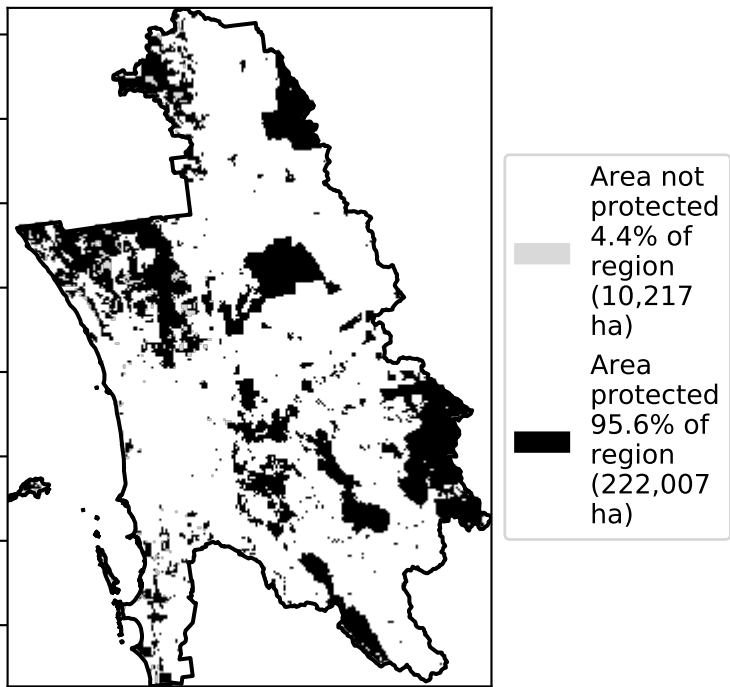 Area not
protected
4.4% of
region
(10,217
ha)
Area
protected
95.6% of
region
(222,007
ha)